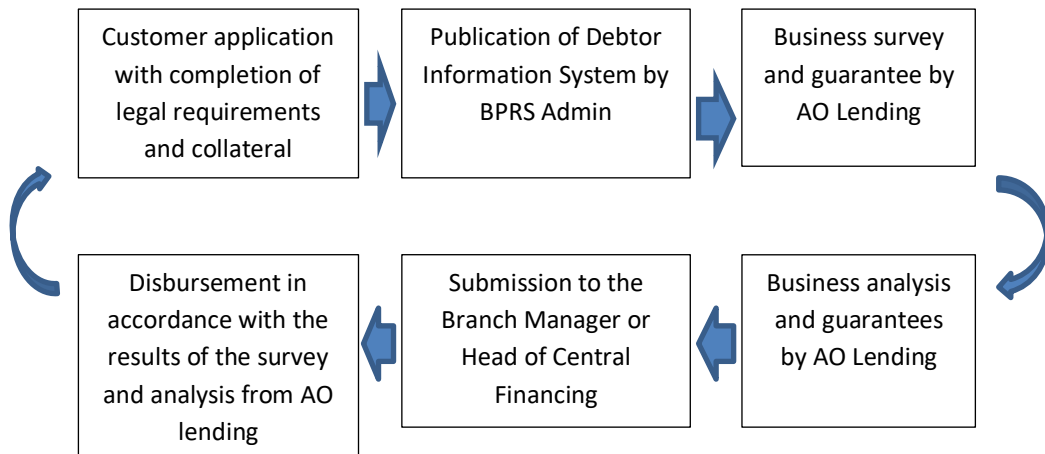 Customer application
with completion of
legal requirements
and collateral
Publication of Debtor
Information System by
BPRS Admin
Business survey
and guarantee by
AO Lending
Disbursement in
accordance with the
results of the survey
and analysis from AO
lending
Submission to the
Branch Manager or
Head of Central
Financing
Business analysis
and guarantees
by AO Lending